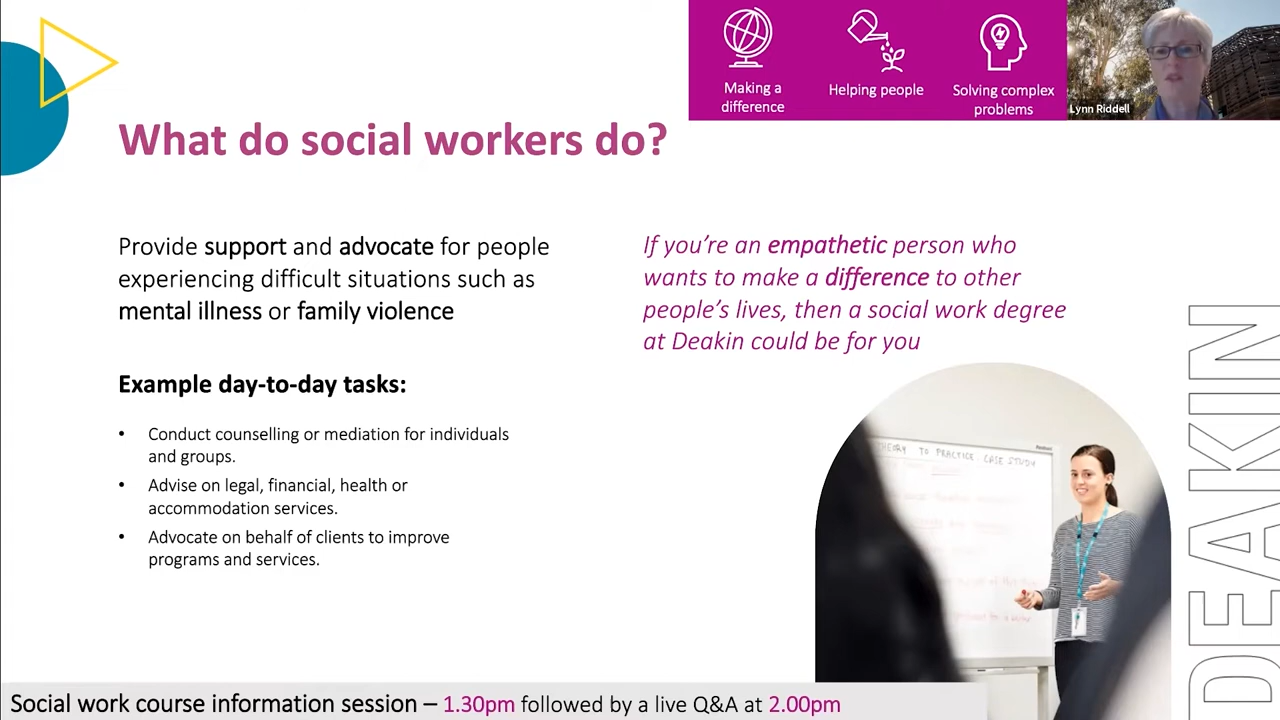 Making a
difference
Helping people
Solving complex
problems
Lynn Riddell
What do social workers do?
Provide support and advocate for people
experiencing difficult situations such as
mental illness or family violence
If you're an empathetic person who
wants to make a difference to other
people's lives, then a social work degree
at Deakin could be for you
Example day-to-day tasks:
• Conduct counselling or mediation for individuals
and groups.
• Advise on legal, financial, health or
accommodation services.
• Advocate on behalf of clients to improve
programs and services.
THEORY TO PRACTICE CASE STUDY
DEAKIN
Social work course information session – 1.30pm followed by a live Q&A at 2.00pm